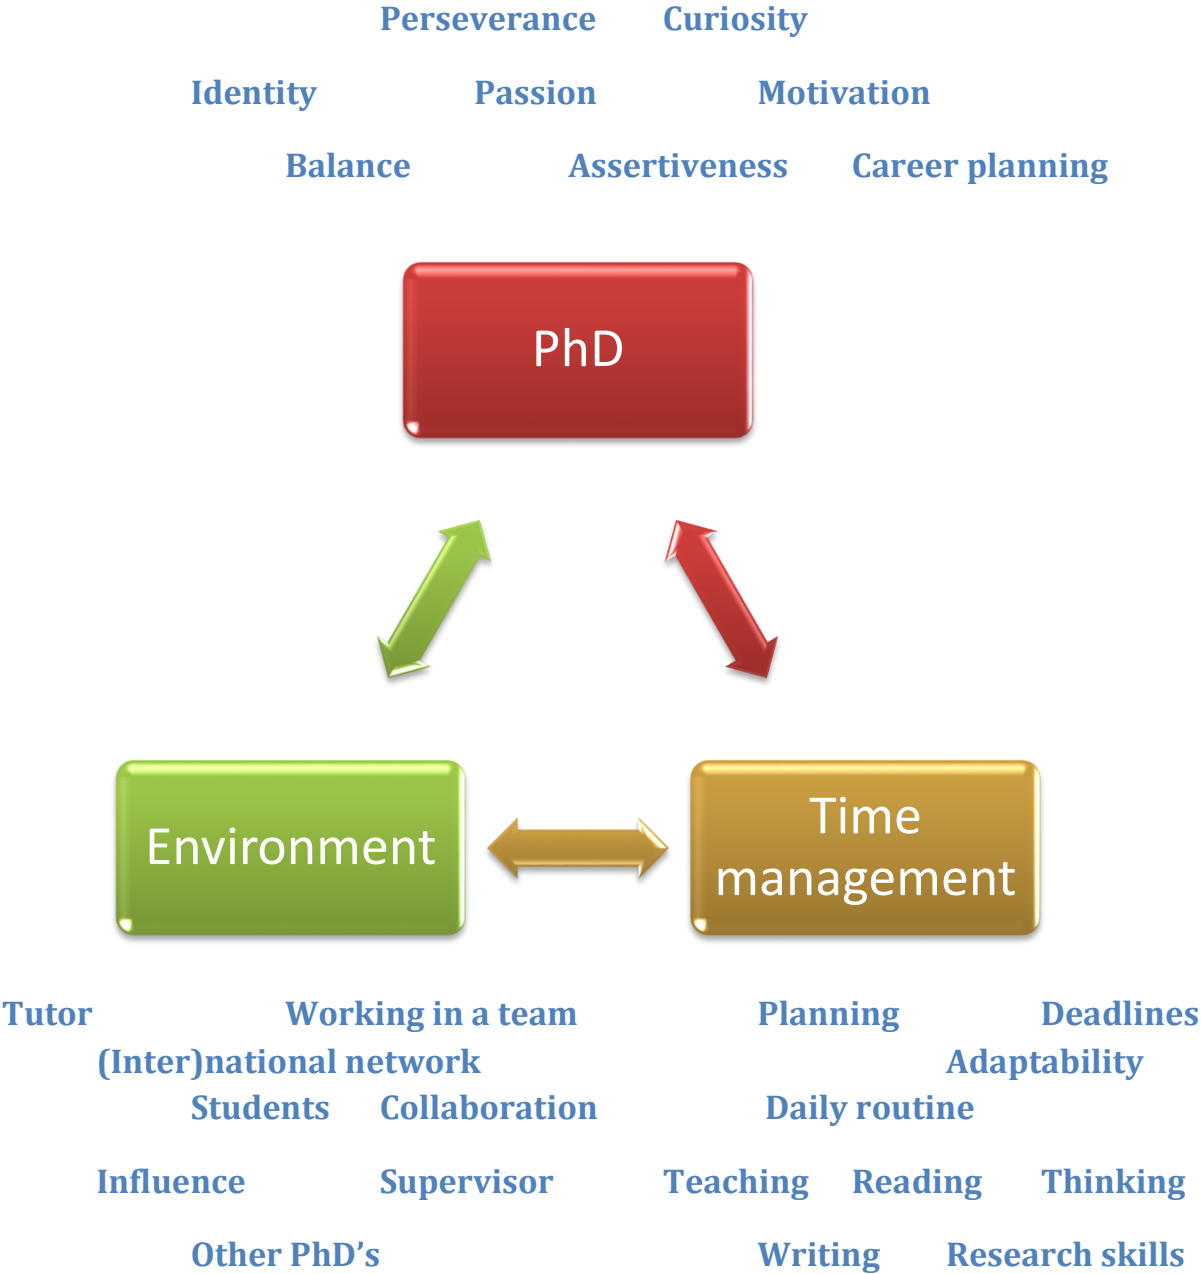 Perseverance Curiosity
Identity Passion Motivation
Balance Assertiveness Career planning
PhD
Environment
Time
management
Tutor Working in a team Planning Deadlines
(Inter)national network Adaptability
Students Collaboration Daily routine
Influence Supervisor Teaching Reading Thinking
Other PhD’s Writing Research skills